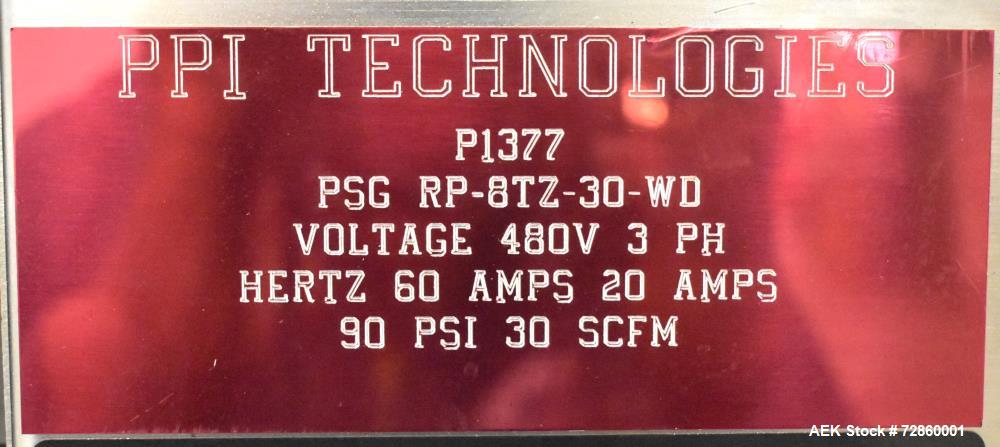 PPI TECHNOLOGIES
P1377
PSG RP-8TZ-30-WD
VOLTAGE 480V 3 PH
HERTZ 60 AMPS 20 AMPS
90 PSI 30 SCFM
AEK Stock # 72860001